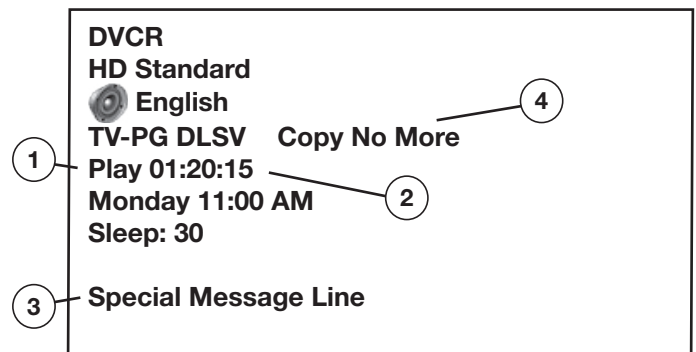 DVCR
HD Standard
English
4
TV-PG DLSV Copy No More
1
Play 01:20:15
2
Monday 11:00 AM
Sleep: 30
3
Special Message Line